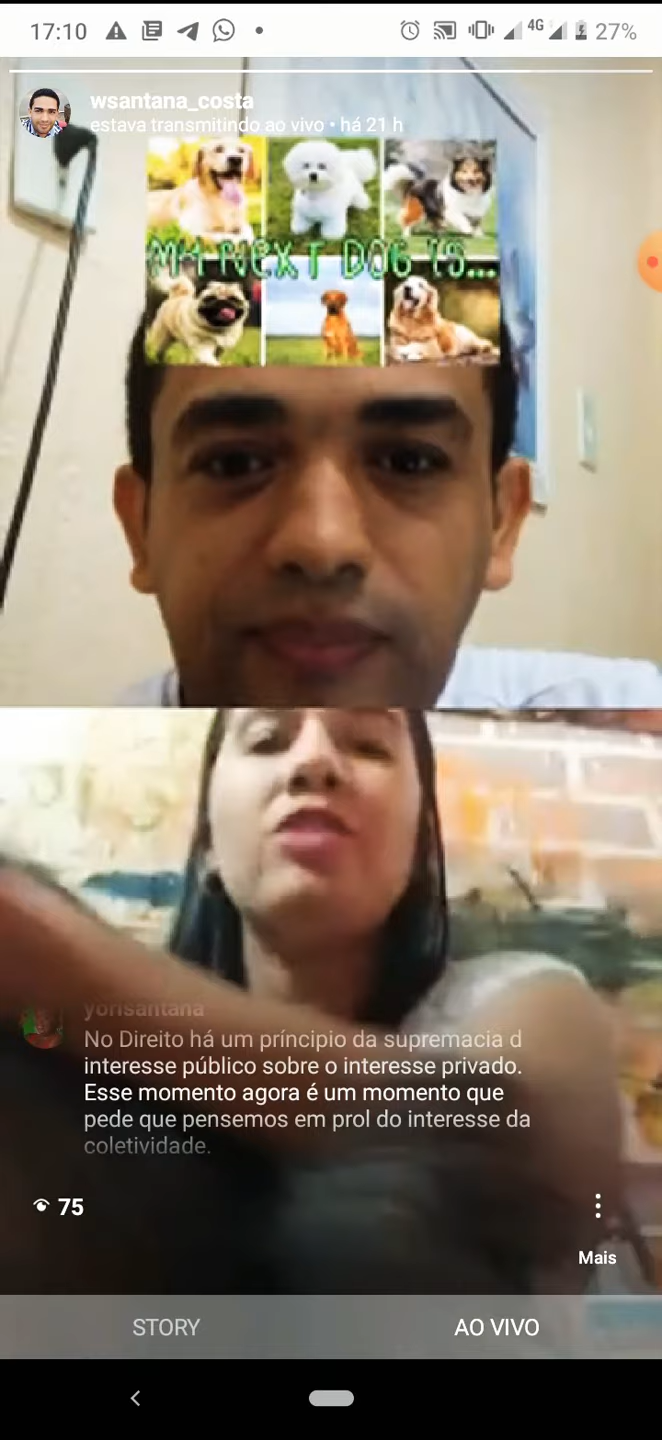 17:10
4G
27%
wsantana_costa
estava transmitindo ao vivo • há 21 h
MY NEXT DOG IS...
yorisantana
No Direito há um príncipio da supremacia d
interesse público sobre o interesse privado.
Esse momento agora é um momento que
pede que pensemos em prol do interesse da
coletividade.
75
Mais
STORY
AO VIVO